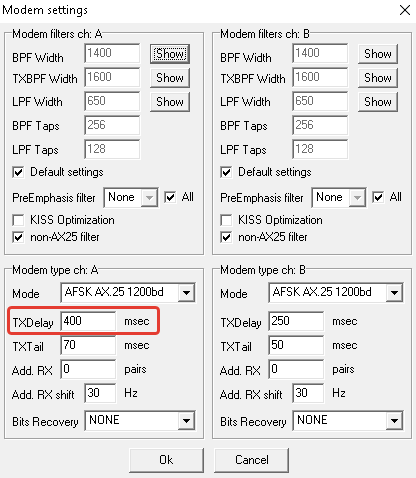 Modem settings
Modem filters ch: A
BPF Width 1400 Show
TXBPF Width 1600 Show
LPF Width 650 Show
BPF Taps 256
LPF Taps 128
Default settings
PreEmphasis filter None All
KISS Optimization
non-AX25 filter
Modem filters ch: B
BPF Width 1400 Show
TXBPF Width 1600 Show
LPF Width 650 Show
BPF Taps 256
LPF Taps 128
Default settings
PreEmphasis filter None All
KISS Optimization
non-AX25 filter
Modem type ch: A
Mode AFSK AX.25 1200bd
TXDelay 400 msec
TXTail 70 msec
Add. RX 0 pairs
Add. RX shift 30 Hz
Bits Recovery NONE
Modem type ch: B
Mode AFSK AX.25 1200bd
TXDelay 250 msec
TXTail 50 msec
Add. RX 0 pairs
Add. RX shift 30 Hz
Bits Recovery NONE
Ok
Cancel